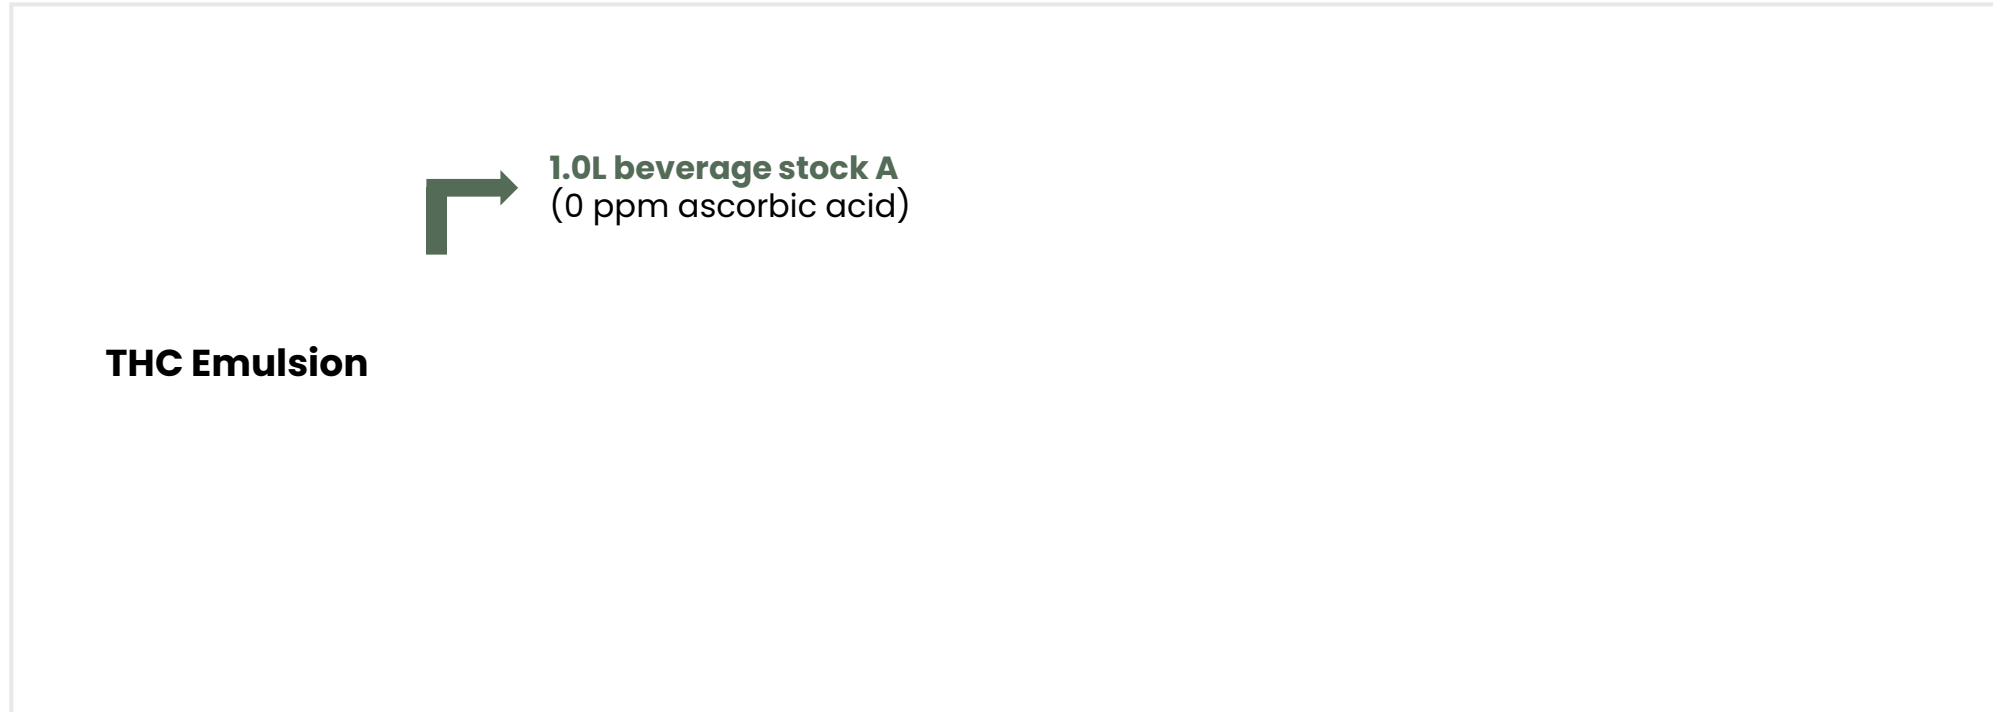 1.0L beverage stock A
(0 ppm ascorbic acid)
THC Emulsion